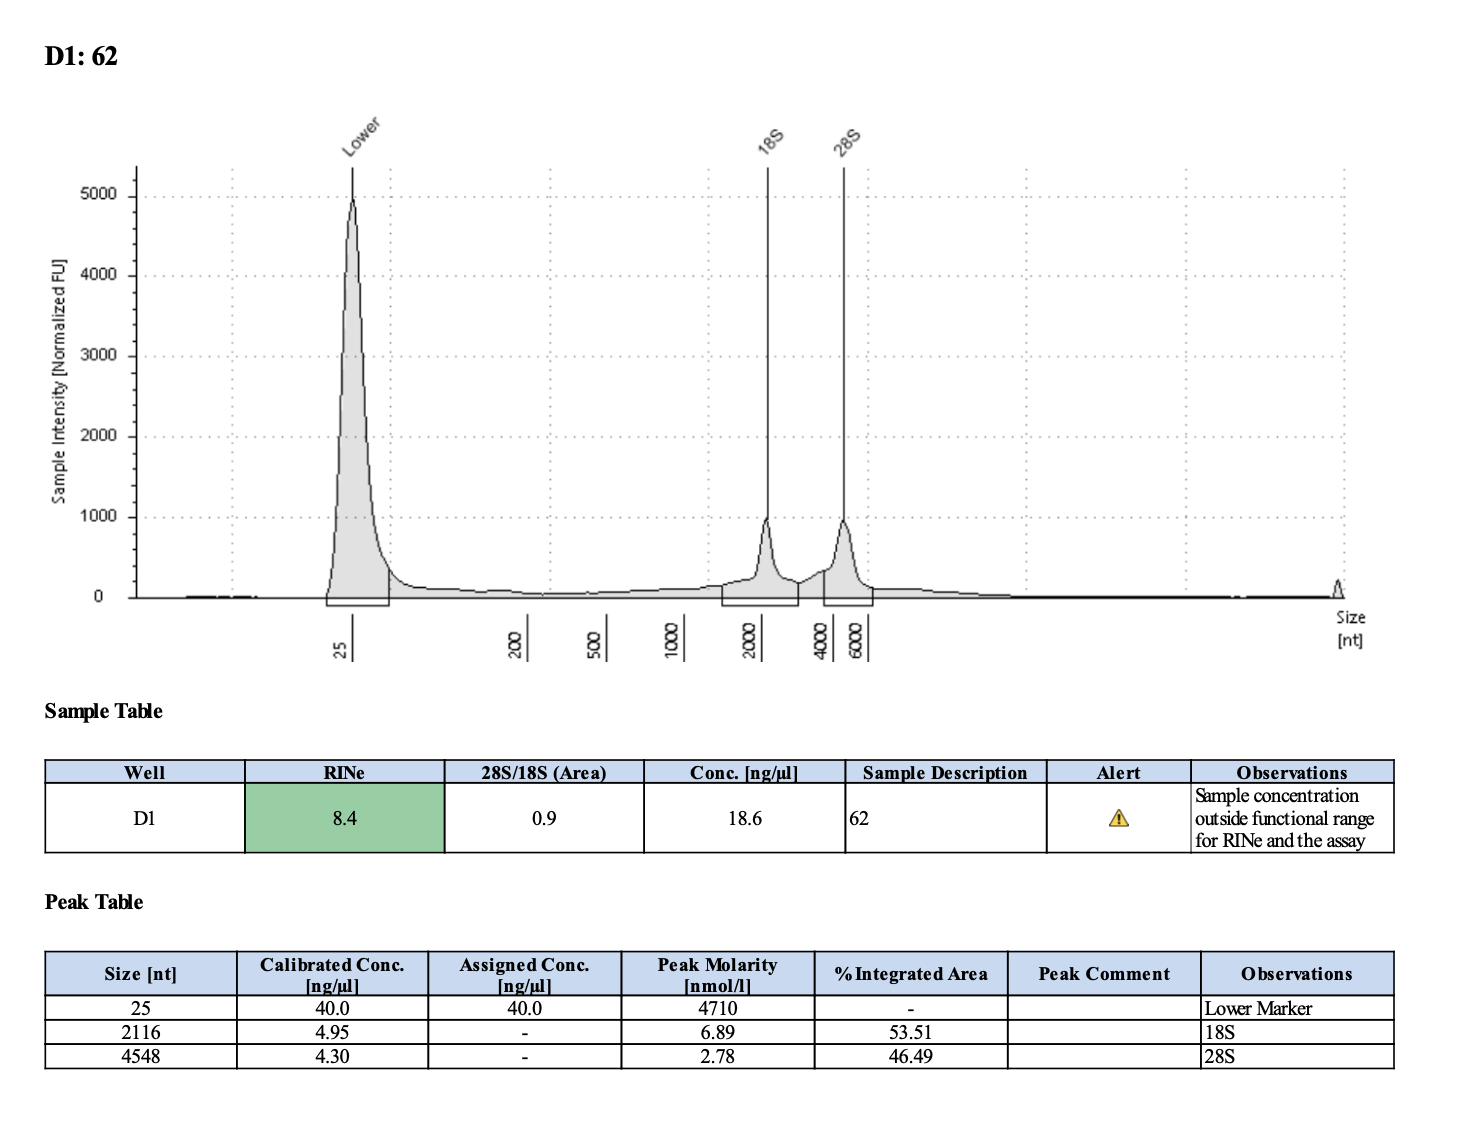 D1: 62
Lower
18S
28S
Sample Intensity [Normalized FU]
5000
4000
3000
2000
1000
0
25
200
500
1000
2000
4000
6000
Size
[nt]
Sample Table
Well RINe 28S/18S (Area) Conc. [ng/µl] Sample Description Alert Observations
D1 8.4 0.9 18.6 62 Sample concentration
outside functional range
for RINe and the assay
Peak Table
Size [nt] Calibrated Conc. [ng/µl] Assigned Conc. [ng/µl] Peak Molarity [nmol/l] % Integrated Area Peak Comment Observations
25 40.0 40.0 4710 - Lower Marker
2116 4.95 - 6.89 53.51 18S
4548 4.30 - 2.78 46.49 28S